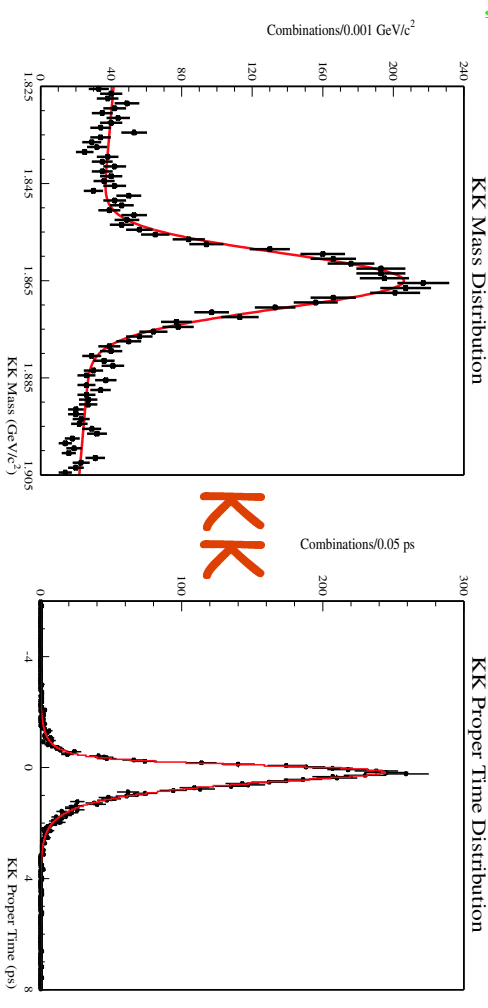 KK Mass Distribution
Combinations/0.001 GeV/c²
240
200
160
120
80
40
0
1.825
1.845
1.865
1.885
1.905
KK Mass (GeV/c²)
KK
KK Proper Time Distribution
Combinations/0.05 ps
300
200
100
0
-4
0
4
8
KK Proper Time (ps)